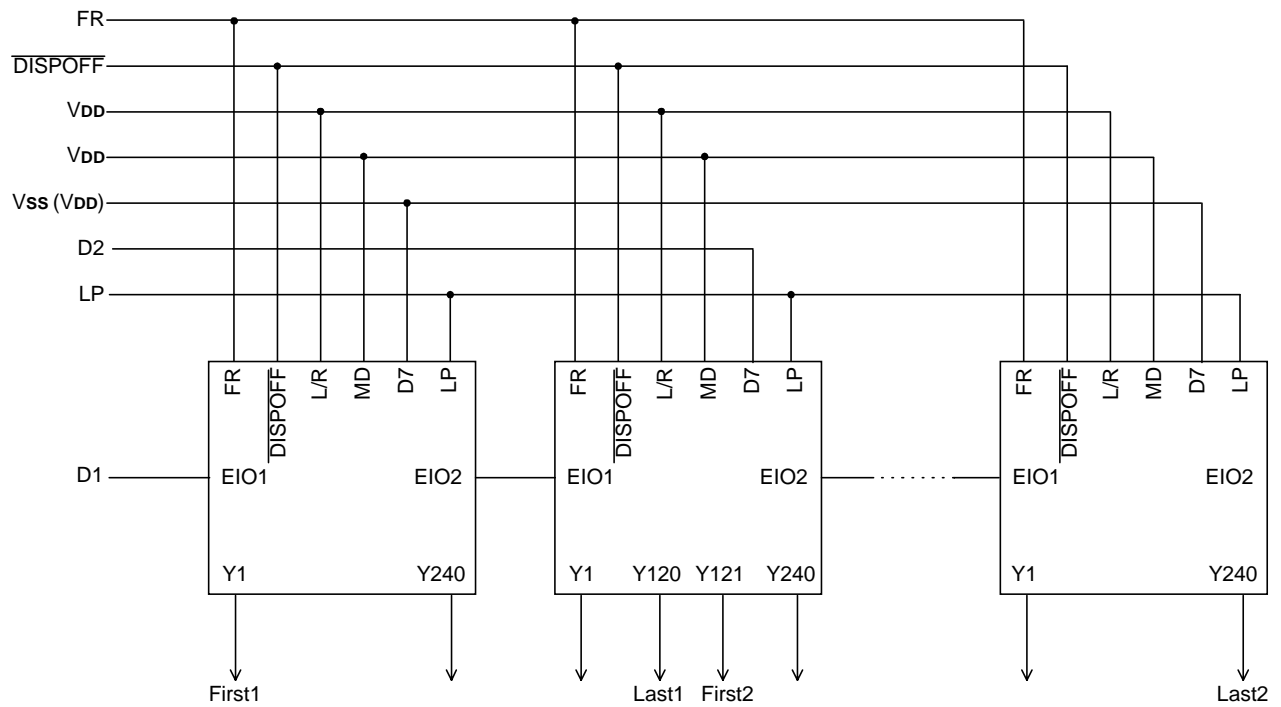 FR
DISPOFF
VDD
VDD
VSS (VDD)
D2
LP
FR DISPOFF L/R MD D7 LP
FR DISPOFF L/R MD D7 LP
FR DISPOFF L/R MD D7 LP
D1
EIO1 EIO2
EIO1 EIO2
EIO1 EIO2
Y1 Y240
Y1 Y120 Y121 Y240
Y1 Y240
First1
Last1 First2
Last2